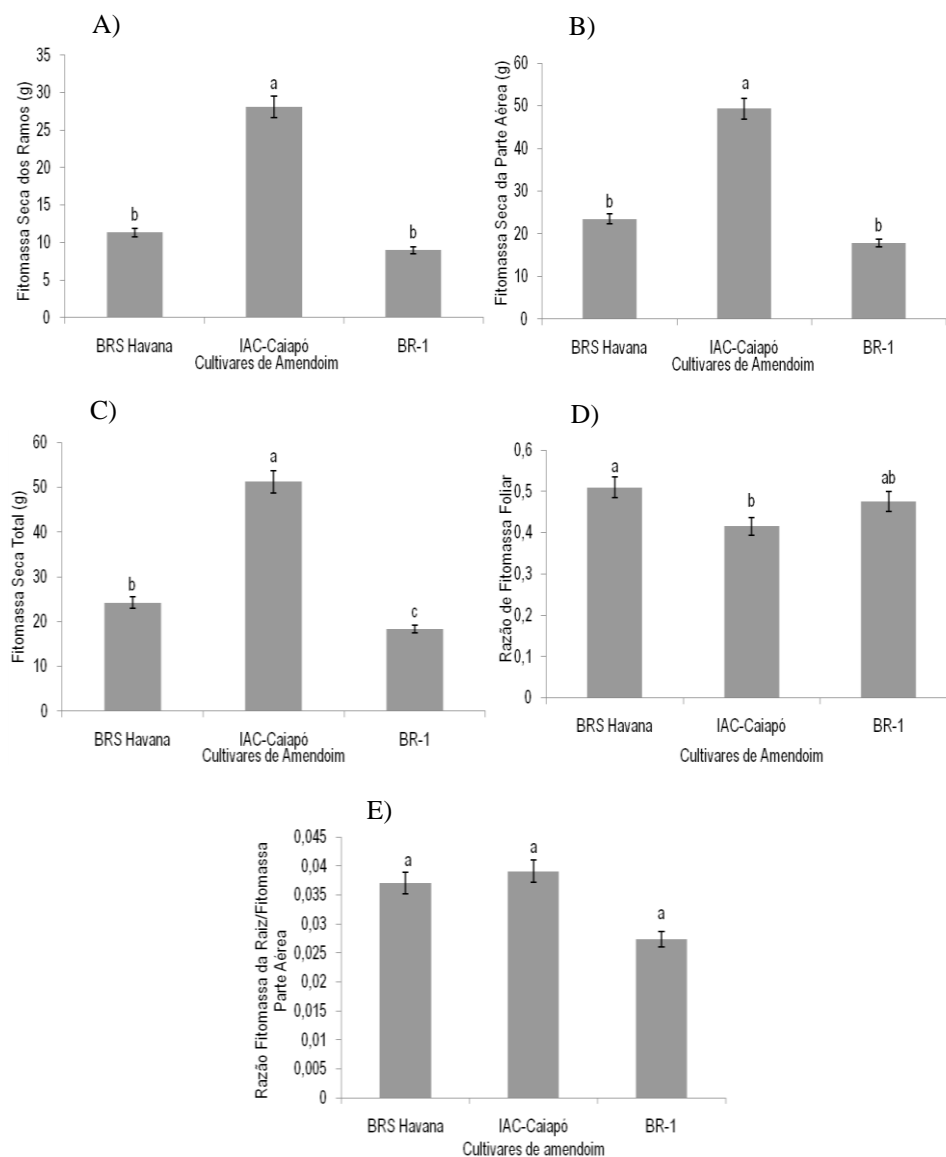 A)
35
30
25
20
15
10
5
0
Fitomassa Seca dos Ramos (g)
b
a
b
BRS Havana IAC-Caiapó BR-1
Cultivares de Amendoim
B)
60
50
40
30
20
10
0
Fitomassa Seca da Parte Aérea (g)
b
a
b
BRS Havana IAC-Caiapó BR-1
Cultivares de Amendoim
C)
60
50
40
30
20
10
0
Fitomassa Seca Total (g)
b
a
c
BRS Havana IAC-Caiapó BR-1
Cultivares de Amendoim
D)
0,6
0,5
0,4
0,3
0,2
0,1
0
Razão de Fitomassa Foliar
a
b
ab
BRS Havana IAC-Caiapó BR-1
Cultivares de Amendoim
E)
0,045
0,04
0,035
0,03
0,025
0,02
0,015
0,01
0,005
0
Razão Fitomassa da Raiz/Fitomassa
Parte Aérea
a
a
a
BRS Havana IAC-Caiapó BR-1
Cultivares de amendoim